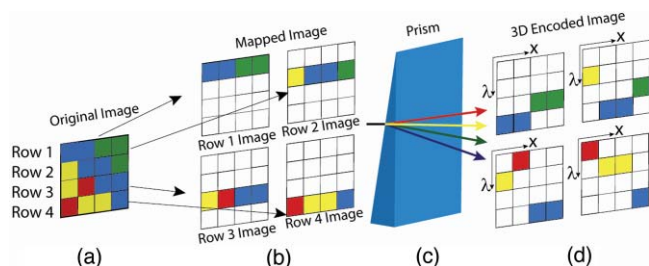 Original Image
Row 1
Row 2
Row 3
Row 4
(a)
Mapped Image
Row 1 Image
Row 2 Image
Row 3 Image
Row 4 Image
(b)
Prism
(c)
3D Encoded Image
X
λ
X
λ
X
λ
X
λ
(d)